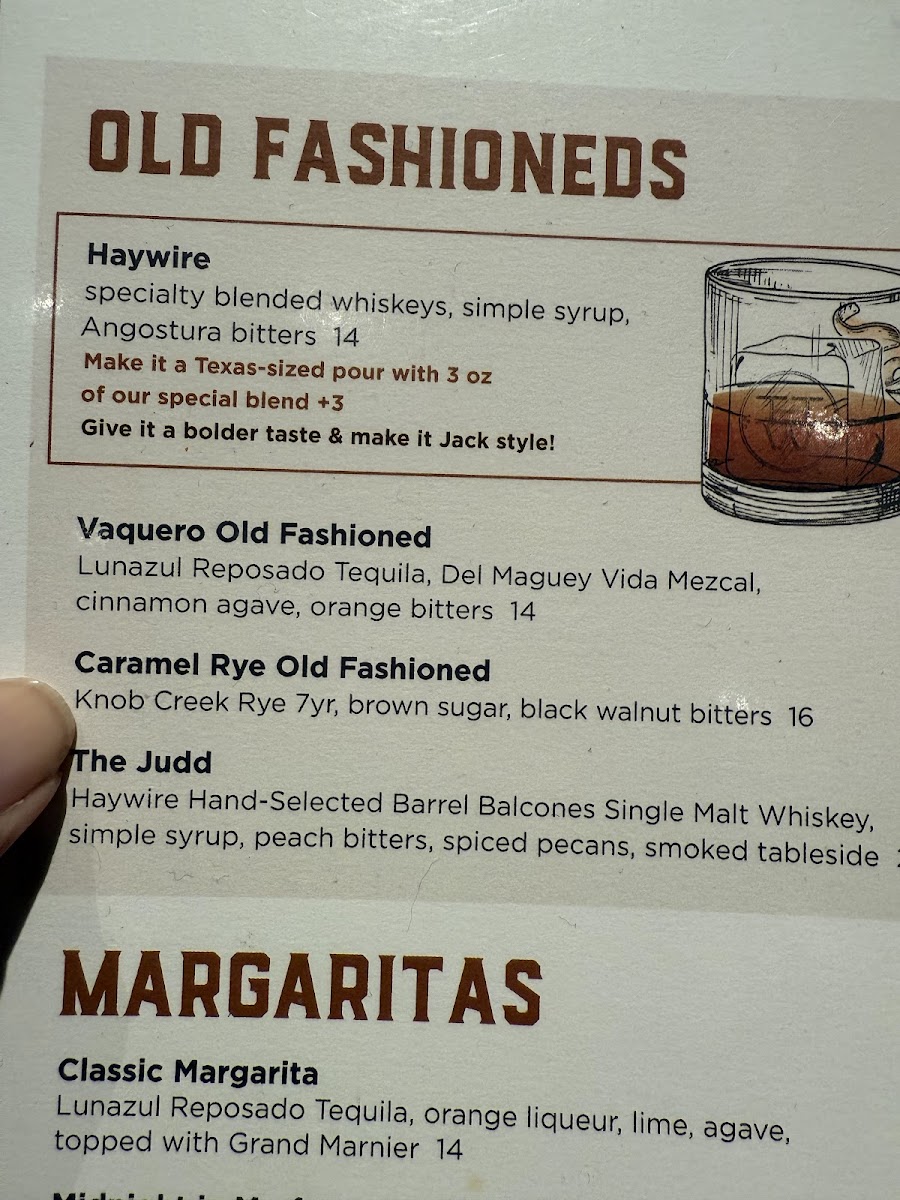 OLD FASHIONEDS
Haywire
specialty blended whiskeys, simple syrup,
Angostura bitters 14
Make it a Texas-sized pour with 3 oz
of our special blend +3
Give it a bolder taste & make it Jack style!
Vaquero Old Fashioned
Lunazul Reposado Tequila, Del Maguey Vida Mezcal,
cinnamon agave, orange bitters 14
Caramel Rye Old Fashioned
Knob Creek Rye 7yr, brown sugar, black walnut bitters 16
The Judd
Haywire Hand-Selected Barrel Balcones Single Malt Whiskey,
simple syrup, peach bitters, spiced pecans, smoked tableside
MARGARITAS
Classic Margarita
Lunazul Reposado Tequila, orange liqueur, lime, agave,
topped with Grand Marnier 14